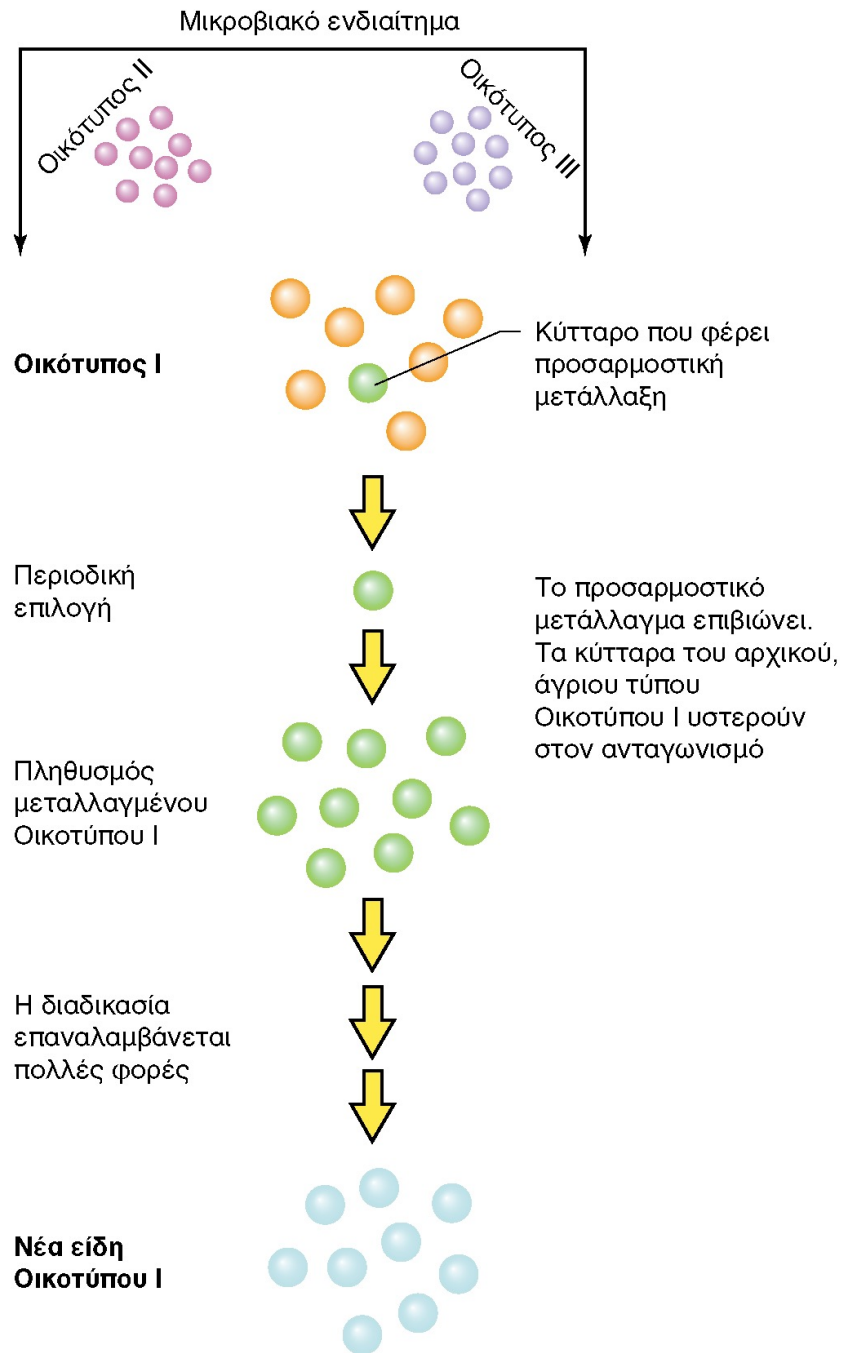 Μικροβιακό ενδιαίτημα
Οικότυπος II
Οικότυπος III
Οικότυπος I
Κύτταρο που φέρει
προσαρμοστική
μετάλλαξη
Περιοδική
επιλογή
Το προσαρμοστικό
μετάλλαγμα επιβιώνει.
Τα κύτταρα του αρχικού,
άγριου τύπου
Οικοτύπου I υστερούν
στον ανταγωνισμό
Πληθυσμός
μεταλλαγμένου
Οικοτύπου I
Η διαδικασία
επαναλαμβάνεται
πολλές φορές
Νέα είδη
Οικοτύπου I